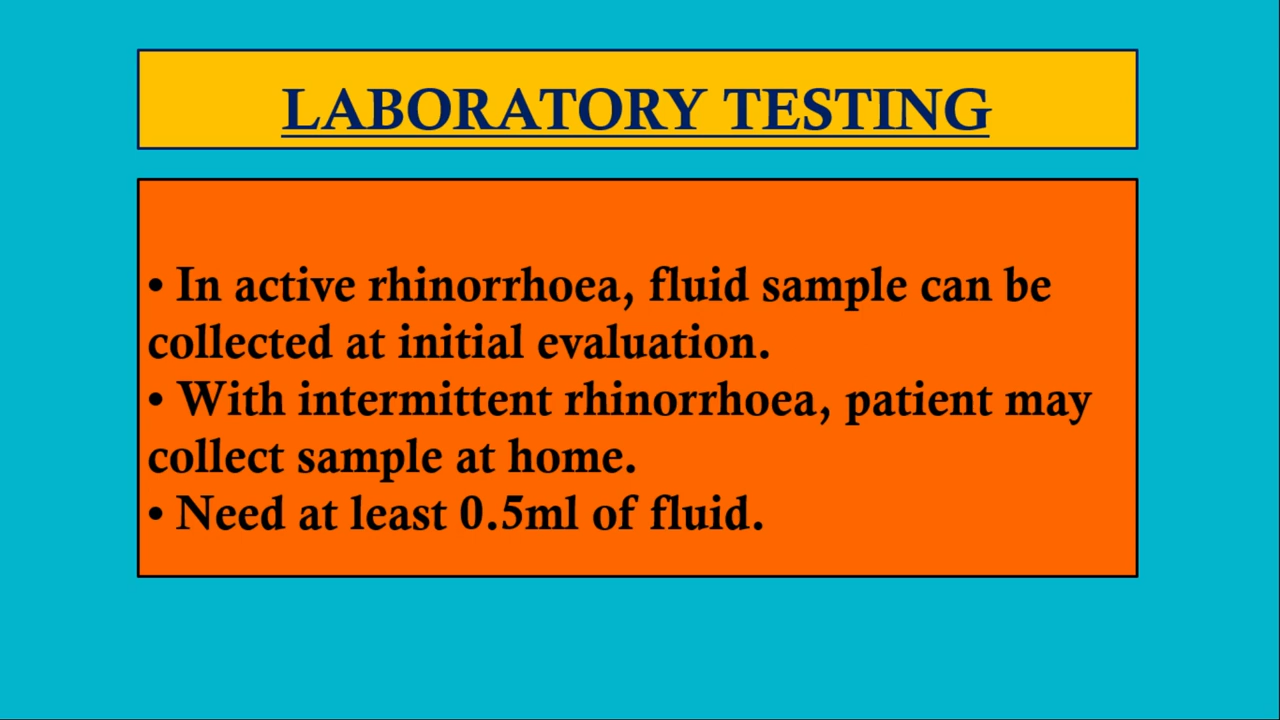 LABORATORY TESTING
• In active rhinorrhoea, fluid sample can be
collected at initial evaluation.
• With intermittent rhinorrhoea, patient may
collect sample at home.
• Need at least 0.5ml of fluid.